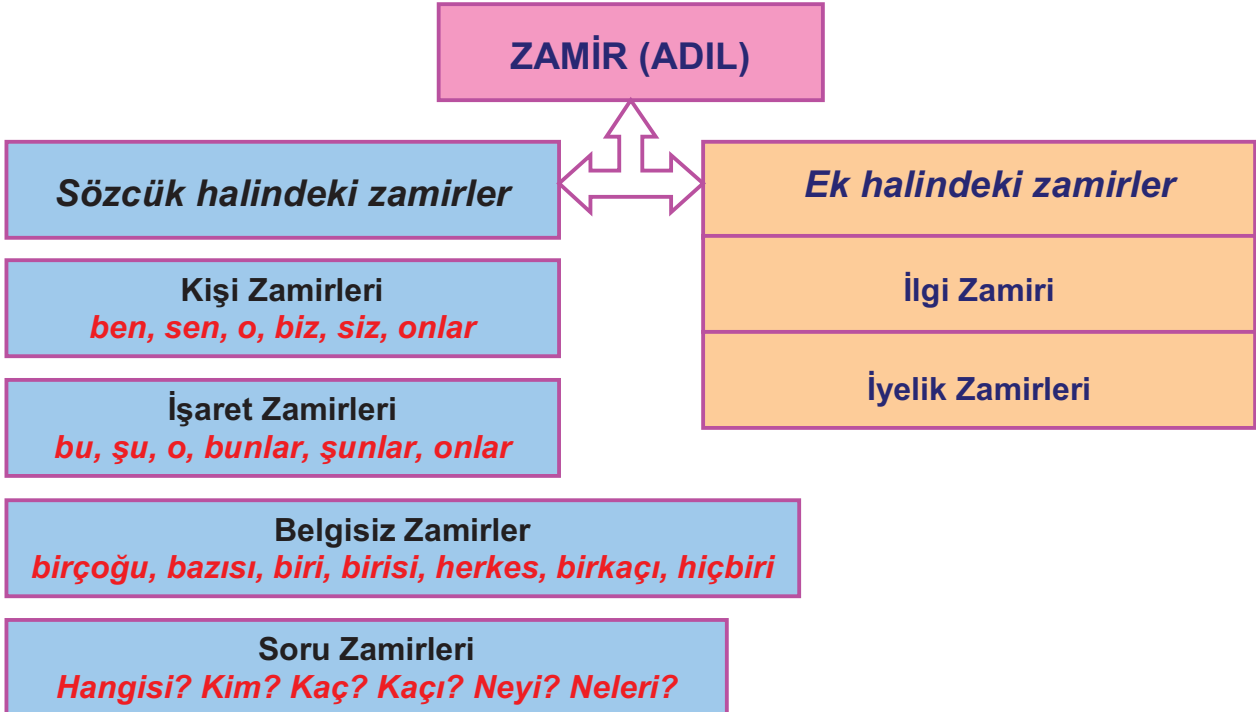 ZAMİR (ADIL)
Sözcük halindeki zamirler
Kişi Zamirleri
ben, sen, o, biz, siz, onlar
İşaret Zamirleri
bu, şu, o, bunlar, şunlar, onlar
Belgisiz Zamirler
birçoğu, bazısı, biri, birisi, herkes, birkaçı, hiçbiri
Soru Zamirleri
Hangisi? Kim? Kaç? Kaçı? Neyi? Neleri?
Ek halindeki zamirler
İlgi Zamiri
İyelik Zamirleri